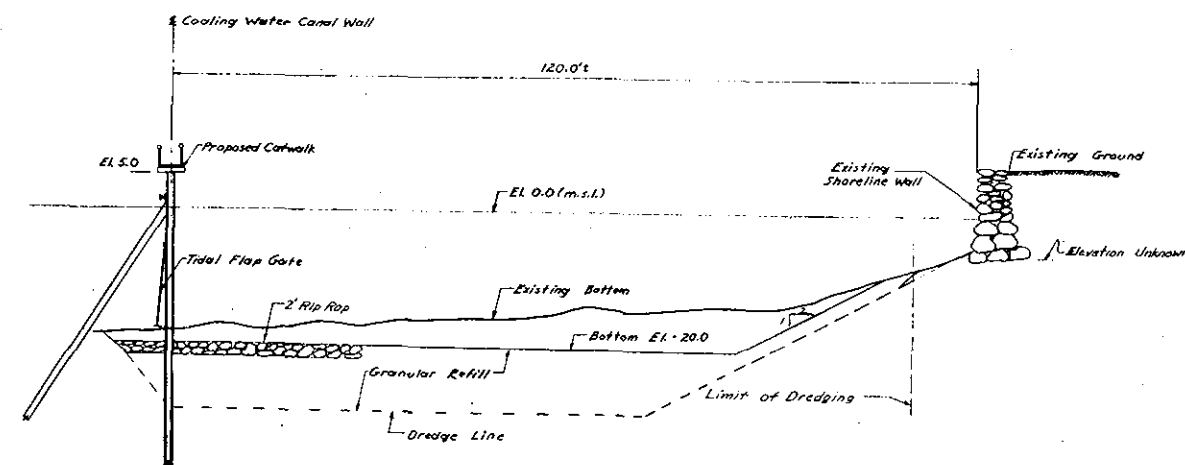 Cooling Water Canal Wall
120.0'±
Proposed Catwalk
El. 5.0
Existing Ground
Existing
Shoreline Wall
El. 0.0 (m.s.l.)
Elevation Unknown
Tidal Flap Gate
Existing Bottom
2' Rip Rap
Bottom El. - 20.0
Granular Refill
Limit of Dredging
Dredge Line